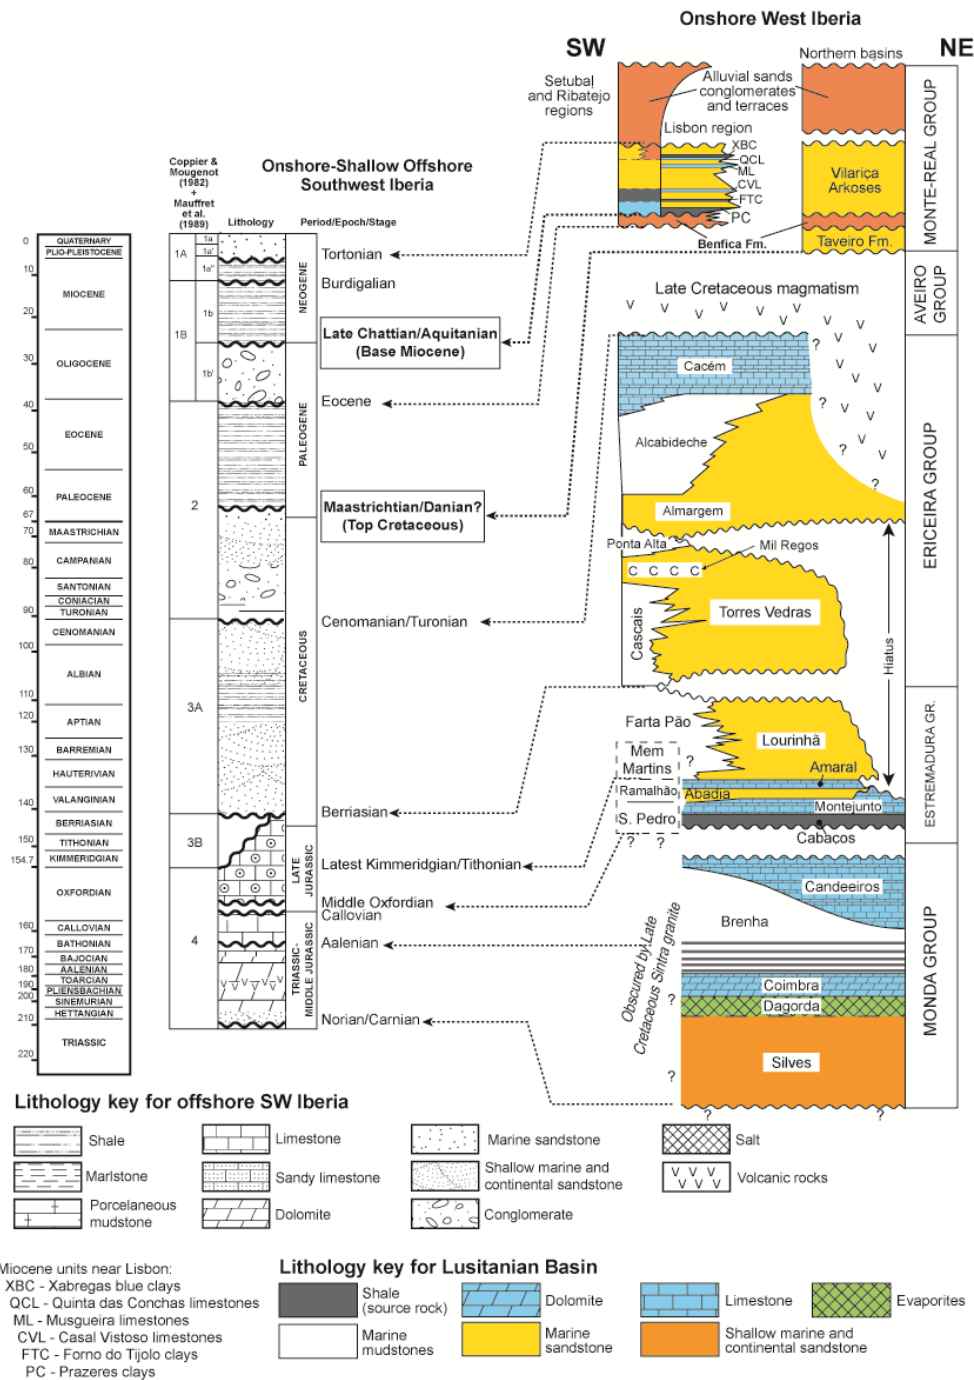 Onshore West Iberia
SW
NE
Northern basins
Setubal
and Ribatejo
regions
Alluvial sands
conglomerates
and terraces
Lisbon region
XBC
QCL
ML
CVL
FTC
PC
Benfica Fm.
Vilariça
Arkoses
Taveiro Fm.
MONTE-REAL GROUP
Coppier &
Mougenot
(1982)
+
Mauffret
et al.
(1989)
Onshore-Shallow Offshore
Southwest Iberia
Lithology
Period/Epoch/Stage
0
10
20
30
40
50
60
67
70
80
90
100
110
120
130
140
150
154.7
160
170
180
190
200
210
220
QUATERNARY
PLIO-PLEISTOCENE
MIOCENE
OLIGOCENE
EOCENE
PALEOCENE
MAASTRICHIAN
CAMPANIAN
SANTONIAN
CONIACIAN
TURONIAN
CENOMANIAN
ALBIAN
APTIAN
BARREMIAN
HAUTERIVIAN
VALANGINIAN
BERRIASIAN
TITHONIAN
KIMMERIDGIAN
OXFORDIAN
CALLOVIAN
BATHONIAN
BAJOCIAN
AALENIAN
TOARCIAN
PLIENSBACHIAN
SINEMURIAN
HETTANGIAN
TRIASSIC
1A
1a
1a'
1a"
1B
1b
1b'
2
3A
3B
4
NEOGENE
PALEOGENE
CRETACEOUS
LATE
JURASSIC
TRIASSIC-
MIDDLE JURASSIC
Tortonian
Burdigalian
Late Chattian/Aquitanian
(Base Miocene)
Eocene
Maastrichtian/Danian?
(Top Cretaceous)
Cenomanian/Turonian
Berriasian
Latest Kimmeridgian/Tithonian
Middle Oxfordian
Callovian
Aalenian
Norian/Carnian
Late Cretaceous magmatism
AVEIRO
GROUP
V V V V V
V V
V V
V V
V
V
?
?
?
?
Cacém
Alcabideche
Almargem
Ponta Alta
Mil Regos
C C C C
Torres Vedras
Cascais
Hiatus
ERICEIRA GROUP
Farta Pão
Lourinhã
Mem
Martins
?
Amaral
Ramalhão
Abadia
Montejunto
S. Pedro
Cabaços
? ?
ESTREMADURA GR.
Candeeiros
Brenha
Obscured by Late
Cretaceous Sintra granite
Coimbra
?
Dagorda
Silves
?
? ?
MONDA GROUP
Lithology key for offshore SW Iberia
Shale
Limestone
Marine sandstone
Salt
Marlstone
Sandy limestone
Shallow marine and
continental sandstone
Volcanic rocks
Porcelaneous
mudstone
Dolomite
Conglomerate
Miocene units near Lisbon:
XBC - Xabregas blue clays
QCL - Quinta das Conchas limestones
ML - Musgueira limestones
CVL - Casal Vistoso limestones
FTC - Forno do Tijolo clays
PC - Prazeres clays
Lithology key for Lusitanian Basin
Shale
(source rock)
Dolomite
Limestone
Evaporites
Marine
mudstones
Marine
sandstone
Shallow marine and
continental sandstone